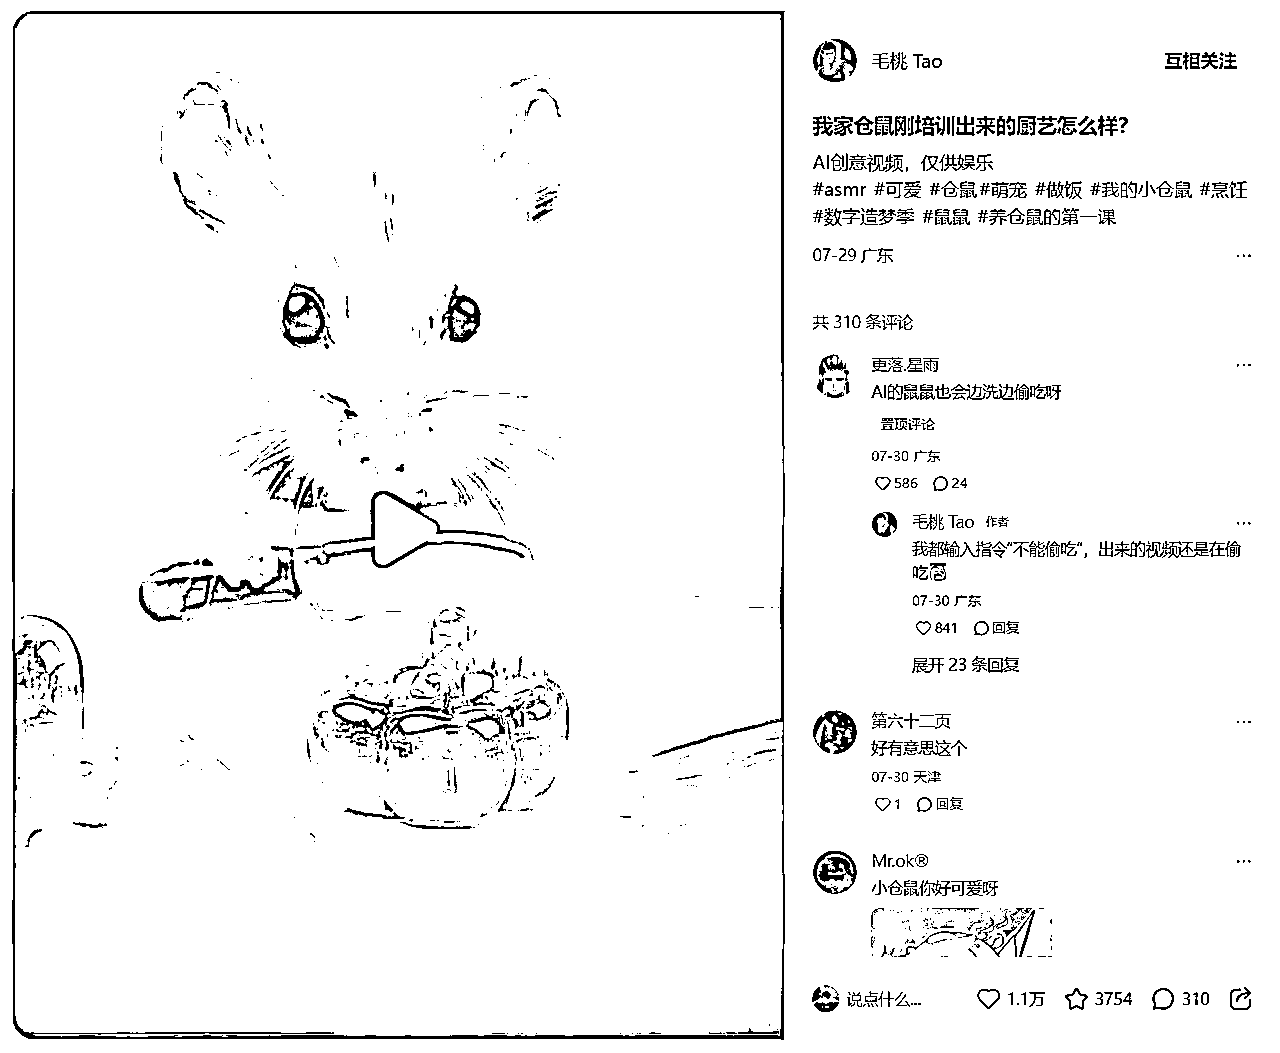 毛桃 Tao
互相关注
我家仓鼠刚培训出来的厨艺怎么样？
AI创意视频，仅供娱乐
#asmr #可爱 #仓鼠#萌宠 #做饭 #我的小仓鼠 #烹饪
#数字造梦季 #鼠鼠 #养仓鼠的第一课
07-29 广东
共 310 条评论
更落.星雨
AI的鼠鼠也会边洗边偷吃呀
置顶评论
07-30 广东
586 24
毛桃 Tao 作者
我都输入指令“不能偷吃”，出来的视频还是在偷
吃
07-30 广东
841 回复
展开 23 条回复
第六十二页
好有意思这个
07-30 天津
1 回复
Mr.ok®
小仓鼠你好可爱呀
说点什么...
1.1万 3754 310